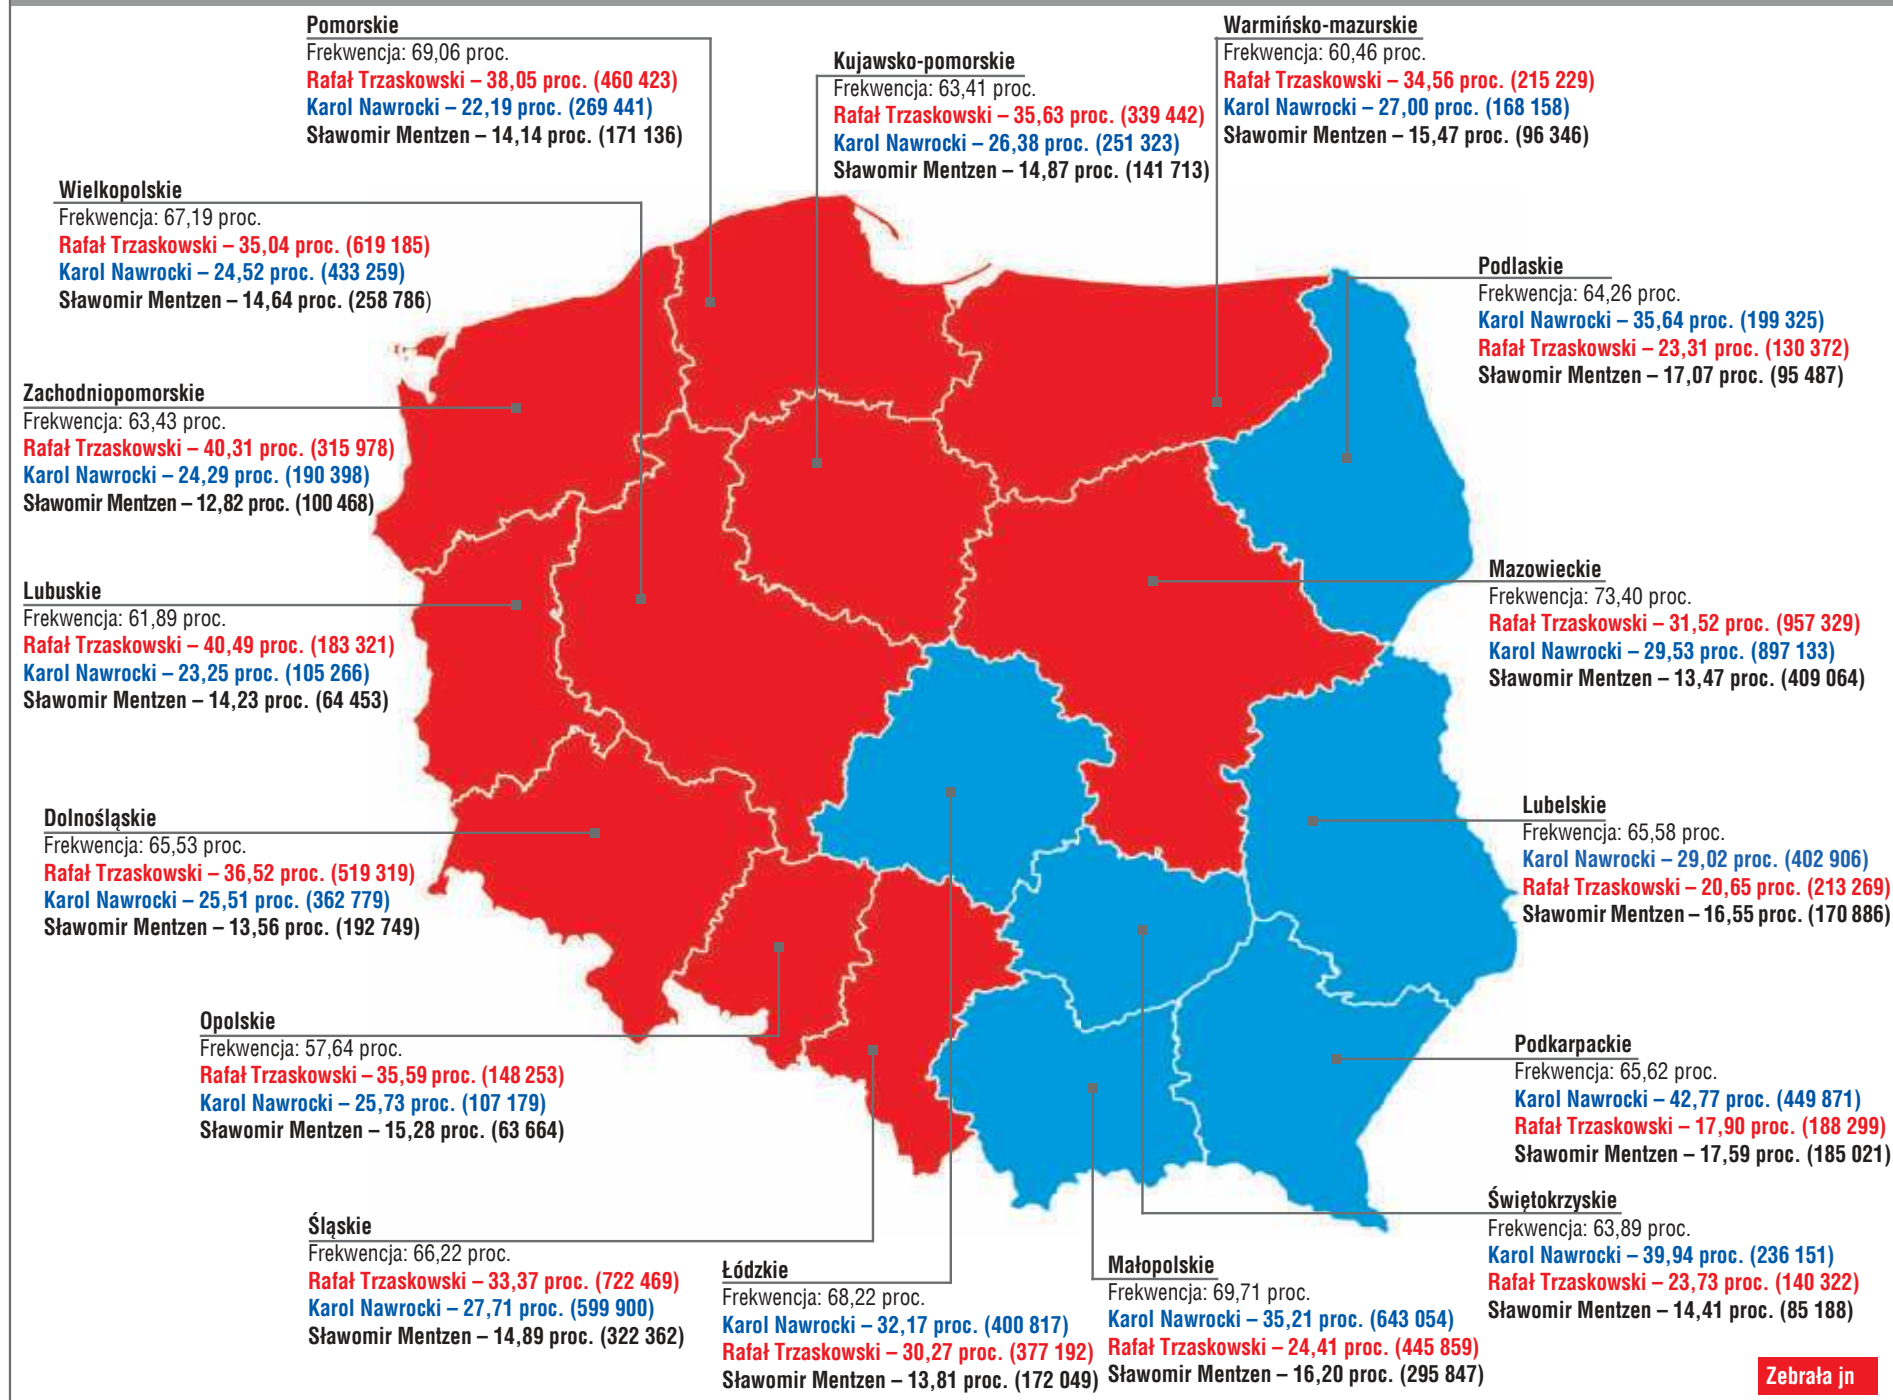 Pomorskie
Frekwencja: 69,06 proc.
Rafał Trzaskowski – 38,05 proc. (460 423)
Karol Nawrocki – 22,19 proc. (269 441)
Sławomir Mentzen – 14,14 proc. (171 136)
Kujawsko-pomorskie
Frekwencja: 63,41 proc.
Rafał Trzaskowski – 35,63 proc. (339 442)
Karol Nawrocki – 26,38 proc. (251 323)
Sławomir Mentzen – 14,87 proc. (141 713)
Warmińsko-mazurskie
Frekwencja: 60,46 proc.
Rafał Trzaskowski – 34,56 proc. (215 229)
Karol Nawrocki – 27,00 proc. (168 158)
Sławomir Mentzen – 15,47 proc. (96 346)
Wielkopolskie
Frekwencja: 67,19 proc.
Rafał Trzaskowski – 35,04 proc. (619 185)
Karol Nawrocki – 24,52 proc. (433 259)
Sławomir Mentzen – 14,64 proc. (258 786)
Podlaskie
Frekwencja: 64,26 proc.
Karol Nawrocki – 35,64 proc. (199 325)
Rafał Trzaskowski – 23,31 proc. (130 372)
Sławomir Mentzen – 17,07 proc. (95 487)
Zachodniopomorskie
Frekwencja: 63,43 proc.
Rafał Trzaskowski – 40,31 proc. (315 978)
Karol Nawrocki – 24,29 proc. (190 398)
Sławomir Mentzen – 12,82 proc. (100 468)
Mazowieckie
Frekwencja: 73,40 proc.
Rafał Trzaskowski – 31,52 proc. (957 329)
Karol Nawrocki – 29,53 proc. (897 133)
Sławomir Mentzen – 13,47 proc. (409 064)
Lubuskie
Frekwencja: 61,89 proc.
Rafał Trzaskowski – 40,49 proc. (183 321)
Karol Nawrocki – 23,25 proc. (105 266)
Sławomir Mentzen – 14,23 proc. (64 453)
Lubelskie
Frekwencja: 65,58 proc.
Karol Nawrocki – 29,02 proc. (402 906)
Rafał Trzaskowski – 20,65 proc. (213 269)
Sławomir Mentzen – 16,55 proc. (170 886)
Dolnośląskie
Frekwencja: 65,53 proc.
Rafał Trzaskowski – 36,52 proc. (519 319)
Karol Nawrocki – 25,51 proc. (362 779)
Sławomir Mentzen – 13,56 proc. (192 749)
Opolskie
Frekwencja: 57,64 proc.
Rafał Trzaskowski – 35,59 proc. (148 253)
Karol Nawrocki – 25,73 proc. (107 179)
Sławomir Mentzen – 15,28 proc. (63 664)
Podkarpackie
Frekwencja: 65,62 proc.
Karol Nawrocki – 42,77 proc. (449 871)
Rafał Trzaskowski – 17,90 proc. (188 299)
Sławomir Mentzen – 17,59 proc. (185 021)
Świętokrzyskie
Frekwencja: 63,89 proc.
Karol Nawrocki – 39,94 proc. (236 151)
Rafał Trzaskowski – 23,73 proc. (140 322)
Sławomir Mentzen – 14,41 proc. (85 188)
Śląskie
Frekwencja: 66,22 proc.
Rafał Trzaskowski – 33,37 proc. (722 469)
Karol Nawrocki – 27,71 proc. (599 900)
Sławomir Mentzen – 14,89 proc. (322 362)
Łódzkie
Frekwencja: 68,22 proc.
Karol Nawrocki – 32,17 proc. (400 817)
Rafał Trzaskowski – 30,27 proc. (377 192)
Sławomir Mentzen – 13,81 proc. (172 049)
Małopolskie
Frekwencja: 69,71 proc.
Karol Nawrocki – 35,21 proc. (643 054)
Rafał Trzaskowski – 24,41 proc. (445 859)
Sławomir Mentzen – 16,20 proc. (295 847)
Zebrała jn